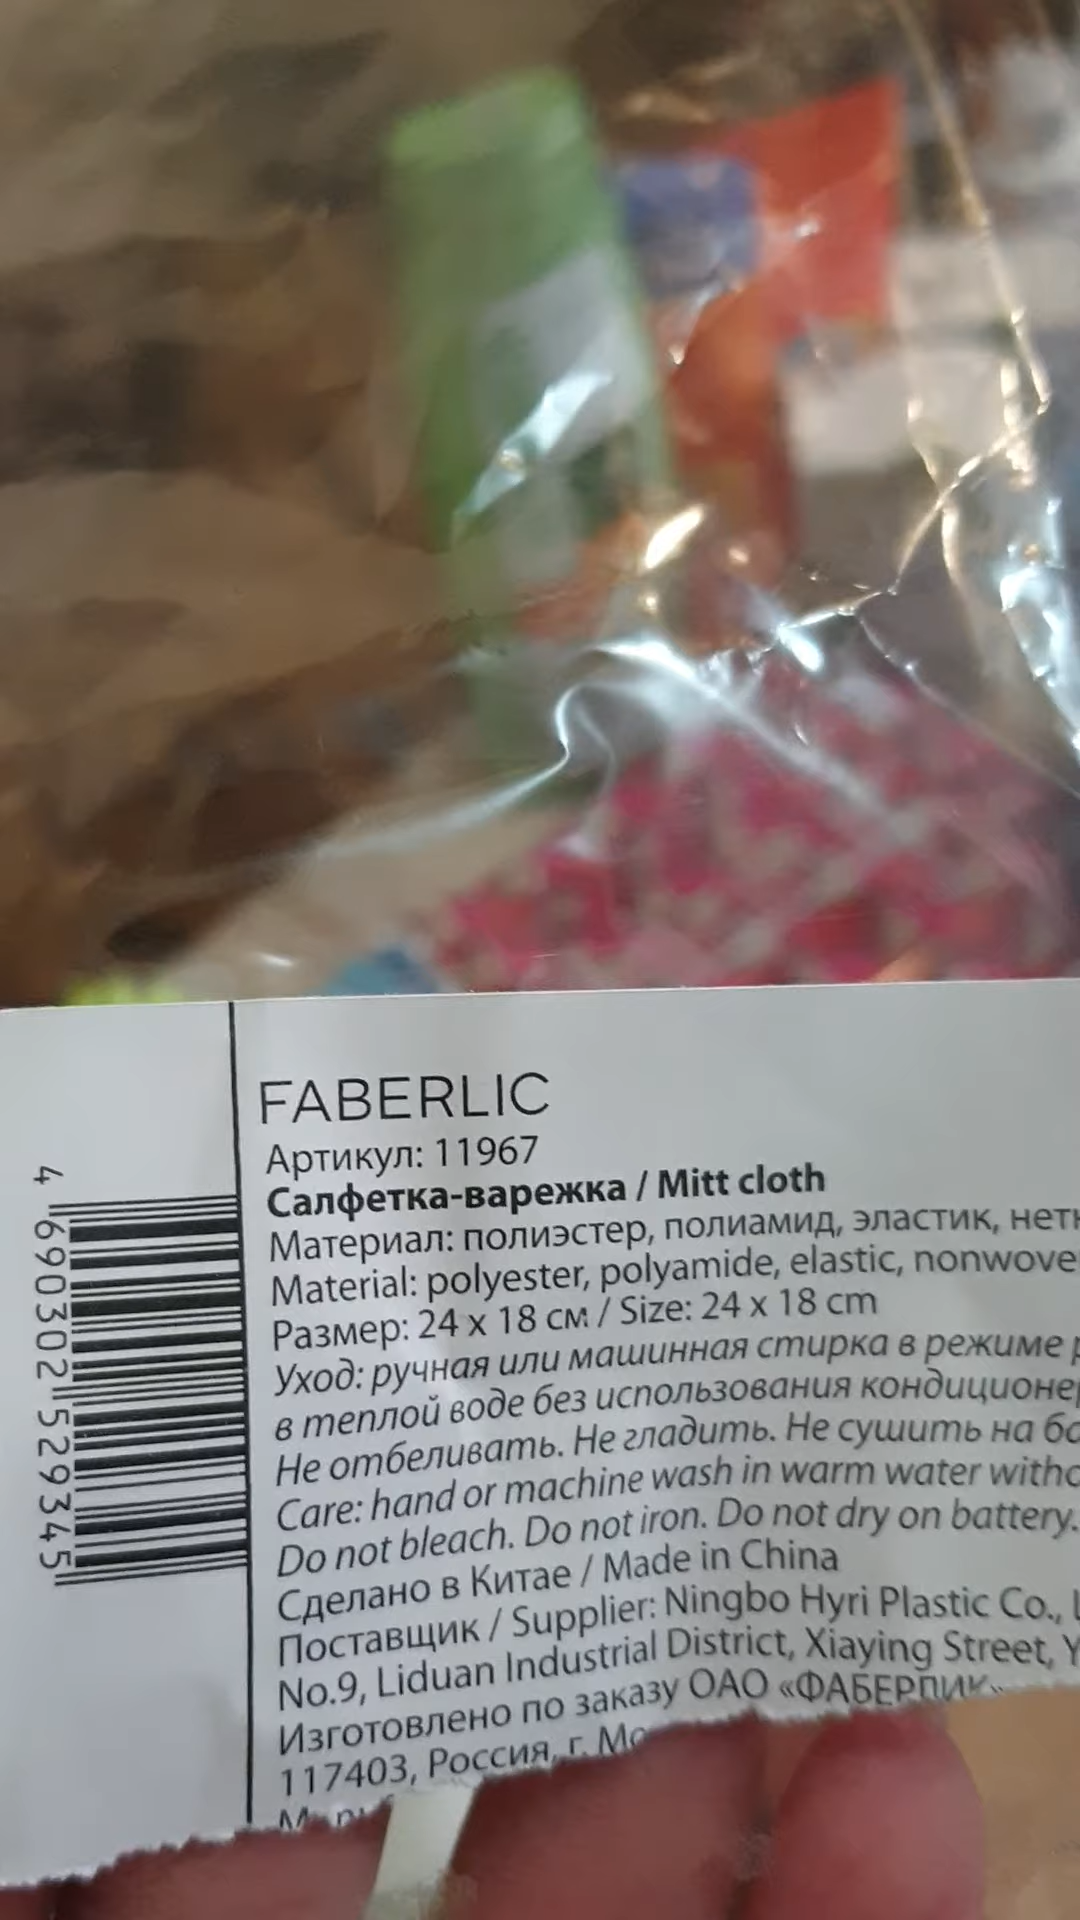 FABERLIC
Артикул: 11967
Салфетка-варежка / Mitt cloth
Материал: полиэстер, полиамид, эластик,
Material: polyester, polyamide, elastic,
Размер: 24 x 18 см / Size: 24 x 18 cm
Уход: ручная или машинная стирка в режиме
в теплой воде без использования
Не отбеливать. Не гладить. Не сушить на
Care: hand or machine wash in warm water
Do not bleach. Do not iron. Do not dry on battery.
Сделано в Китае / Made in China
Поставщик / Supplier: Ningbo Hyri Plastic Co.,
No.9, Liduan Industrial District, Xiaying Street,
Изготовлено по заказу ОАО «ФАБЕРЛИК»
117403, Россия, г.
4 690302 529345